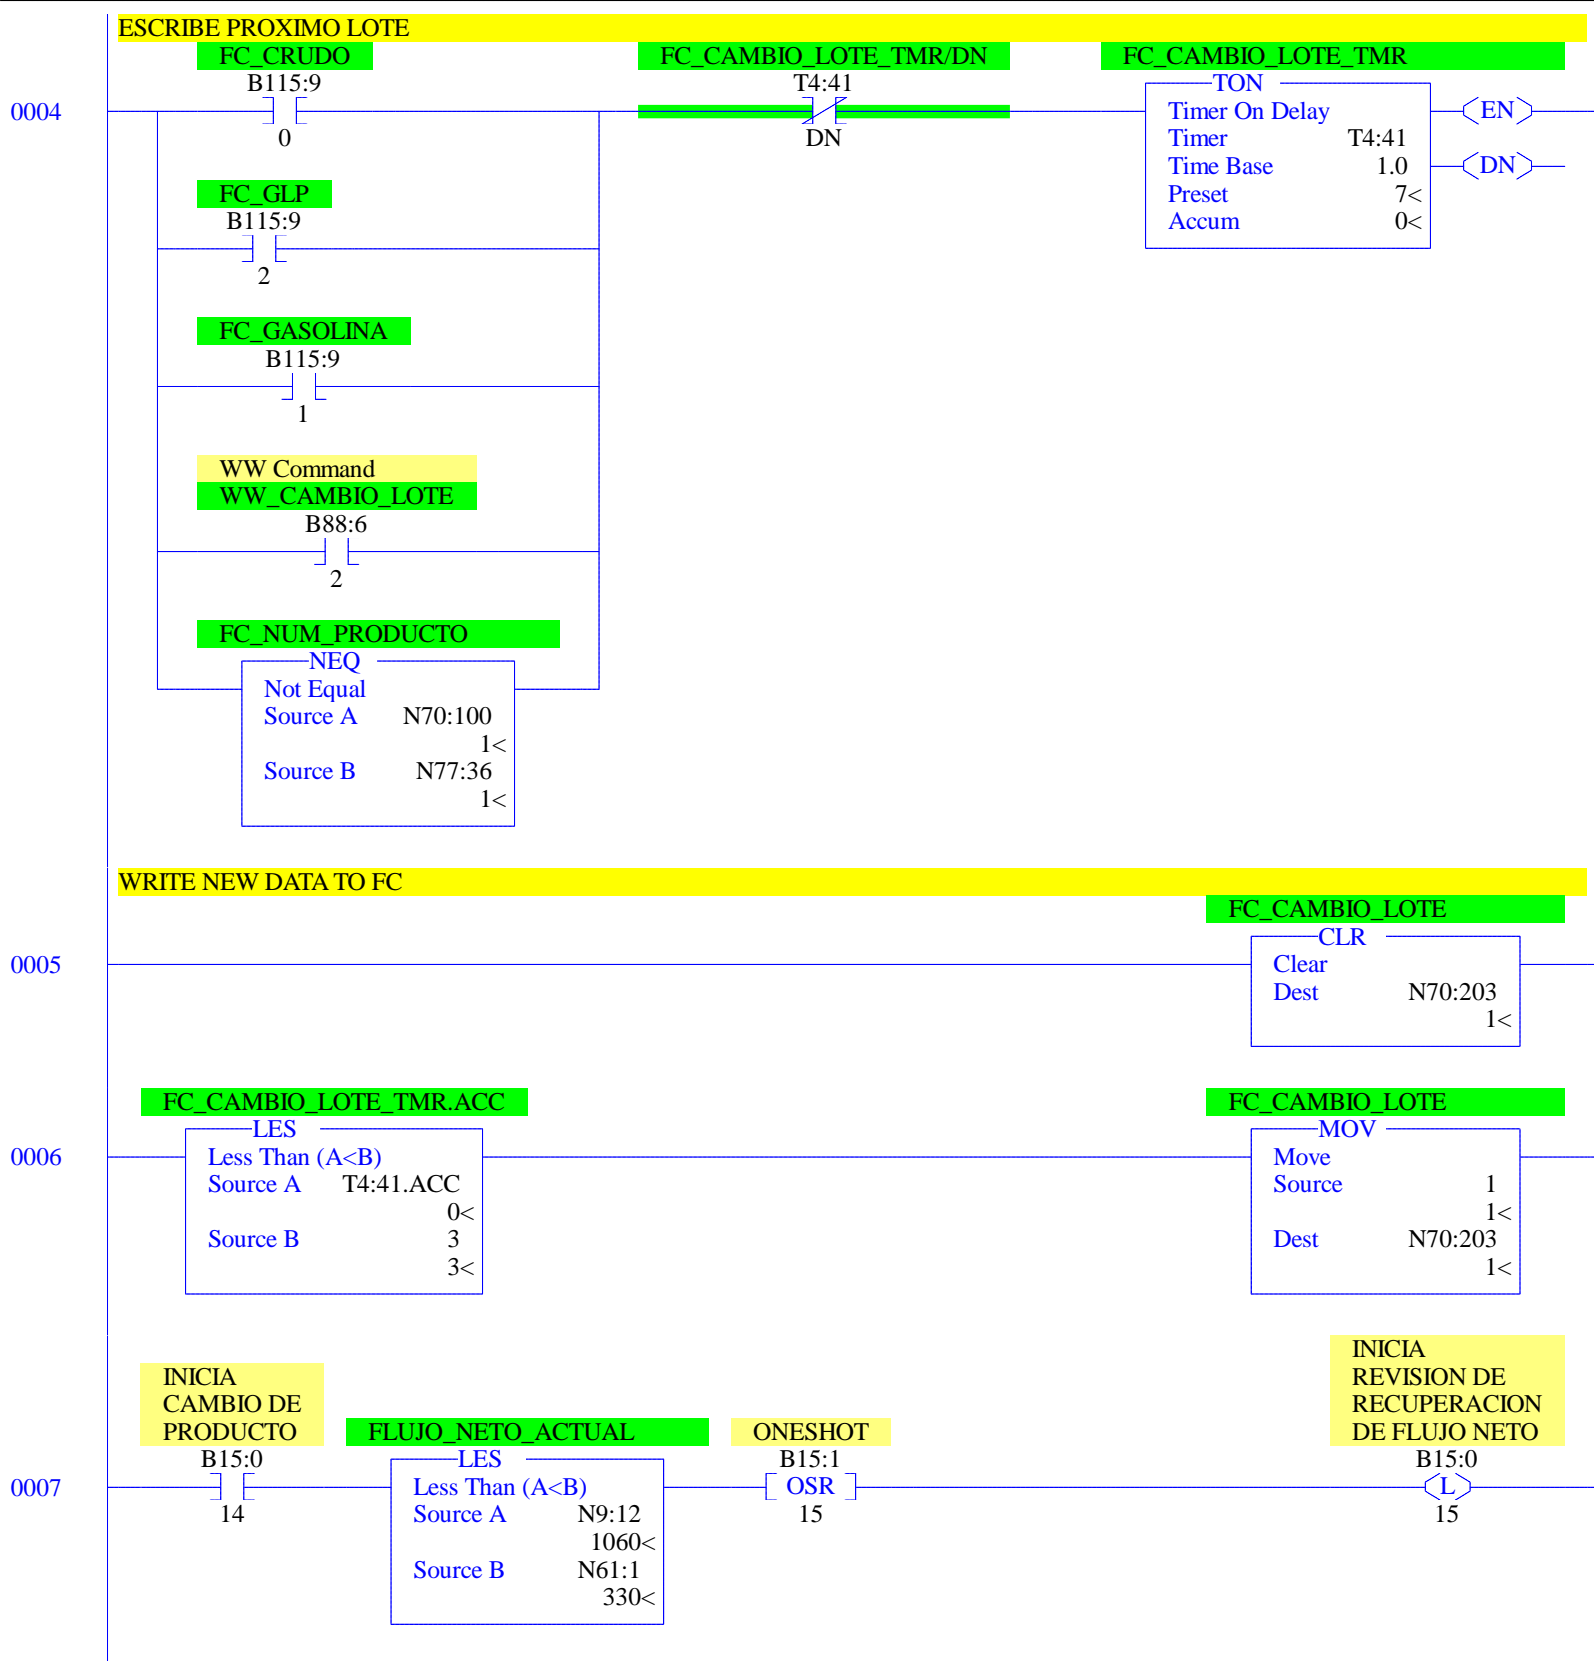 ESCRIBE PROXIMO LOTE
FC_CRUDO
B115:9
0
FC_CAMBIO_LOTE_TMR/DN
T4:41
DN
FC_CAMBIO_LOTE_TMR
TON
Timer On Delay
Timer T4:41
Time Base 1.0
Preset 7<
Accum 0<
EN
DN
0004
FC_GLP
B115:9
2
FC_GASOLINA
B115:9
1
WW Command
WW_CAMBIO_LOTE
B88:6
2
FC_NUM_PRODUCTO
NEQ
Not Equal
Source A N70:100
1<
Source B N77:36
1<
WRITE NEW DATA TO FC
FC_CAMBIO_LOTE
CLR
0005
Clear
Dest N70:203
1<
FC_CAMBIO_LOTE_TMR.ACC
LES
0006
Less Than (A<B)
Source A T4:41.ACC
0<
Source B 3
3<
FC_CAMBIO_LOTE
MOV
Move
Source 1
1<
Dest N70:203
1<
INICIA
CAMBIO DE
PRODUCTO
B15:0
14
0007
FLUJO_NETO_ACTUAL
LES
Less Than (A<B)
Source A N9:12
1060<
Source B N61:1
330<
ONESHOT
B15:1
OSR
15
INICIA
REVISION DE
RECUPERACION
DE FLUJO NETO
B15:0
L
15